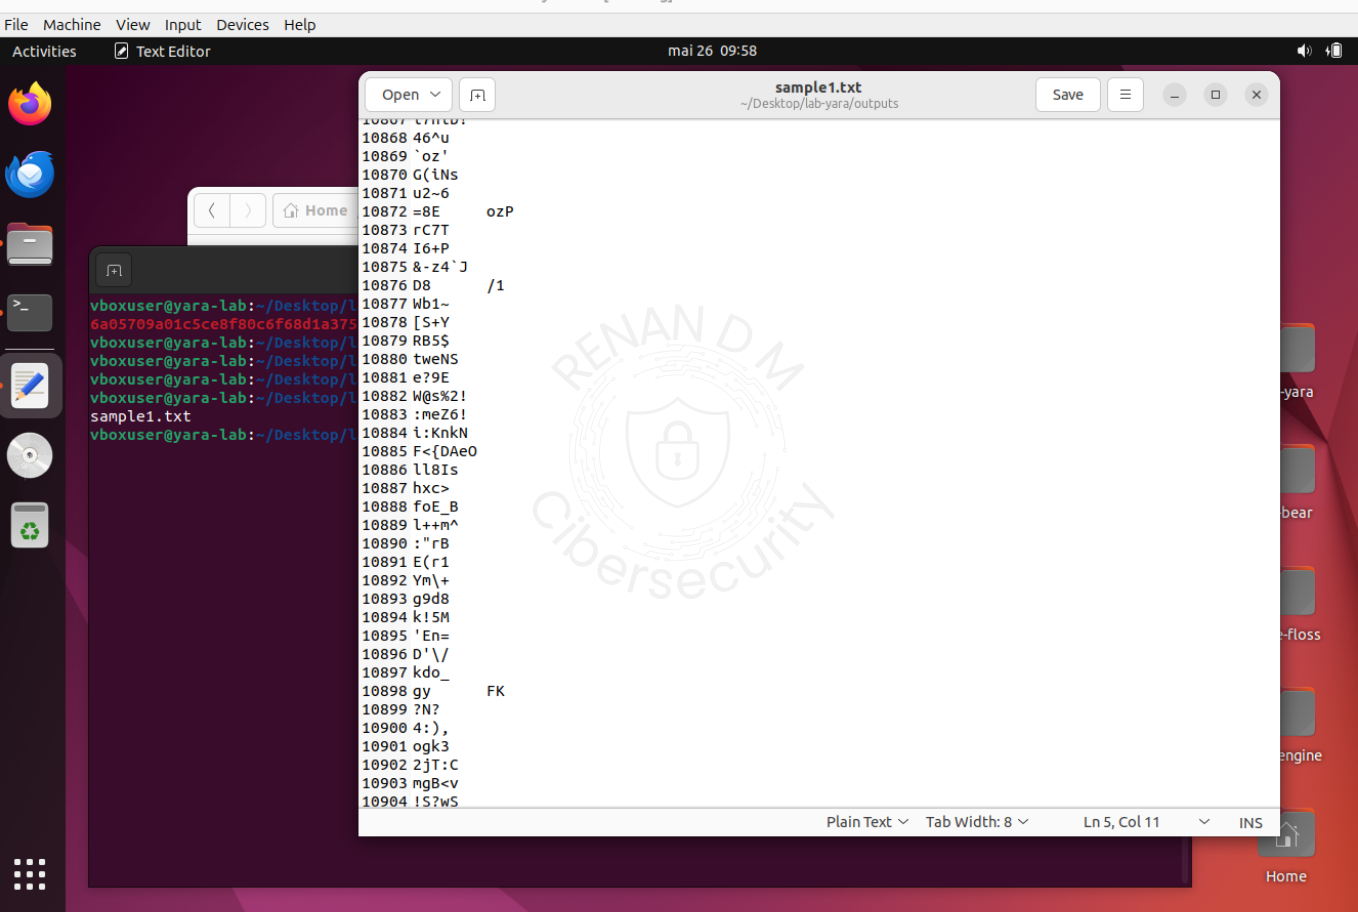 File Machine View Input Devices Help
Activities Text Editor mai 26 09:58
Open sample1.txt Save
~/Desktop/lab-yara/outputs
10868 46^u
10869 `oz'
10870 G(iNs
10871 u2~6
10872 =8E	ozP
10873 rC7T
10874 I6+P
10875 &-z4`J
10876 D8	/1
10877 Wb1~
10878 [S+Y
10879 RB5$
10880 tweNS
10881 e?9E
10882 W@s%2!
10883 :meZ6!
10884 i:KnkN
10885 F<{DAeO
10886 ll8Is
10887 hxc>
10888 foE_B
10889 l++m^
10890 :"rB
10891 E(r1
10892 Ym\+
10893 g9d8
10894 k!5M
10895 'En=
10896 D'\/
10897 kdo_
10898 gy	FK
10899 ?N?
10900 4:),
10901 ogk3
10902 2jT:C
10903 mgB<v
10904 !S?wS
Plain Text Tab Width: 8 Ln 5, Col 11 INS
Home
vboxuser@yara-lab:~/Desktop/l
6a05709a01c5ce8f80c6f68d1a375
vboxuser@yara-lab:~/Desktop/l
vboxuser@yara-lab:~/Desktop/l
vboxuser@yara-lab:~/Desktop/l
vboxuser@yara-lab:~/Desktop/l
sample1.txt
vboxuser@yara-lab:~/Desktop/l
-yara
-bear
-floss
engine
Home
RENAN D M
Cibersecurity